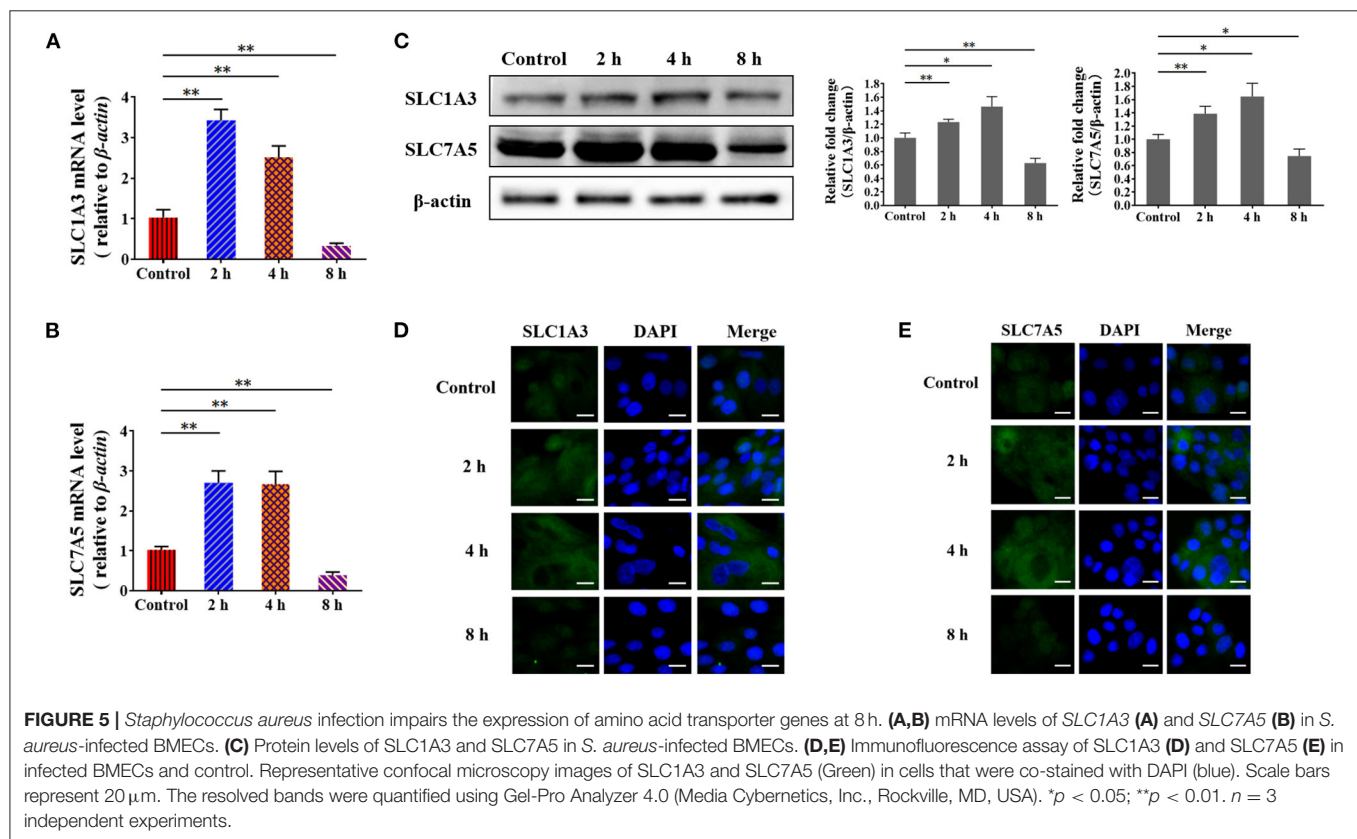 A
SLC1A3 mRNA level
( relative to β-actin)
5
4
3
2
1
0
**
**
**
Control 2 h 4 h 8 h
B
SLC7A5 mRNA level
( relative to β-actin)
4
3
2
1
0
**
**
**
Control 2 h 4 h 8 h
C
Control 2 h 4 h 8 h
SLC1A3
SLC7A5
β-actin
Relative fold change
(SLC1A3/β-actin)
1.8
1.6
1.4
1.2
1.0
0.8
0.6
0.4
0.2
0.0
**
*
**
Control 2 h 4 h 8 h
Relative fold change
(SLC7A5/β-actin)
2.0
1.8
1.6
1.4
1.2
1.0
0.8
0.6
0.4
0.2
0.0
*
*
**
Control 2 h 4 h 8 h
D
SLC1A3 DAPI Merge
Control
2 h
4 h
8 h
E
SLC7A5 DAPI Merge
Control
2 h
4 h
8 h
FIGURE 5 | Staphylococcus aureus infection impairs the expression of amino acid transporter genes at 8 h. (A,B) mRNA levels of SLC1A3 (A) and SLC7A5 (B) in S.
aureus-infected BMECs. (C) Protein levels of SLC1A3 and SLC7A5 in S. aureus-infected BMECs. (D,E) Immunofluorescence assay of SLC1A3 (D) and SLC7A5 (E) in
infected BMECs and control. Representative confocal microscopy images of SLC1A3 and SLC7A5 (Green) in cells that were co-stained with DAPI (blue). Scale bars
represent 20 μm. The resolved bands were quantified using Gel-Pro Analyzer 4.0 (Media Cybernetics, Inc., Rockville, MD, USA). *p < 0.05; **p < 0.01. n = 3
independent experiments.